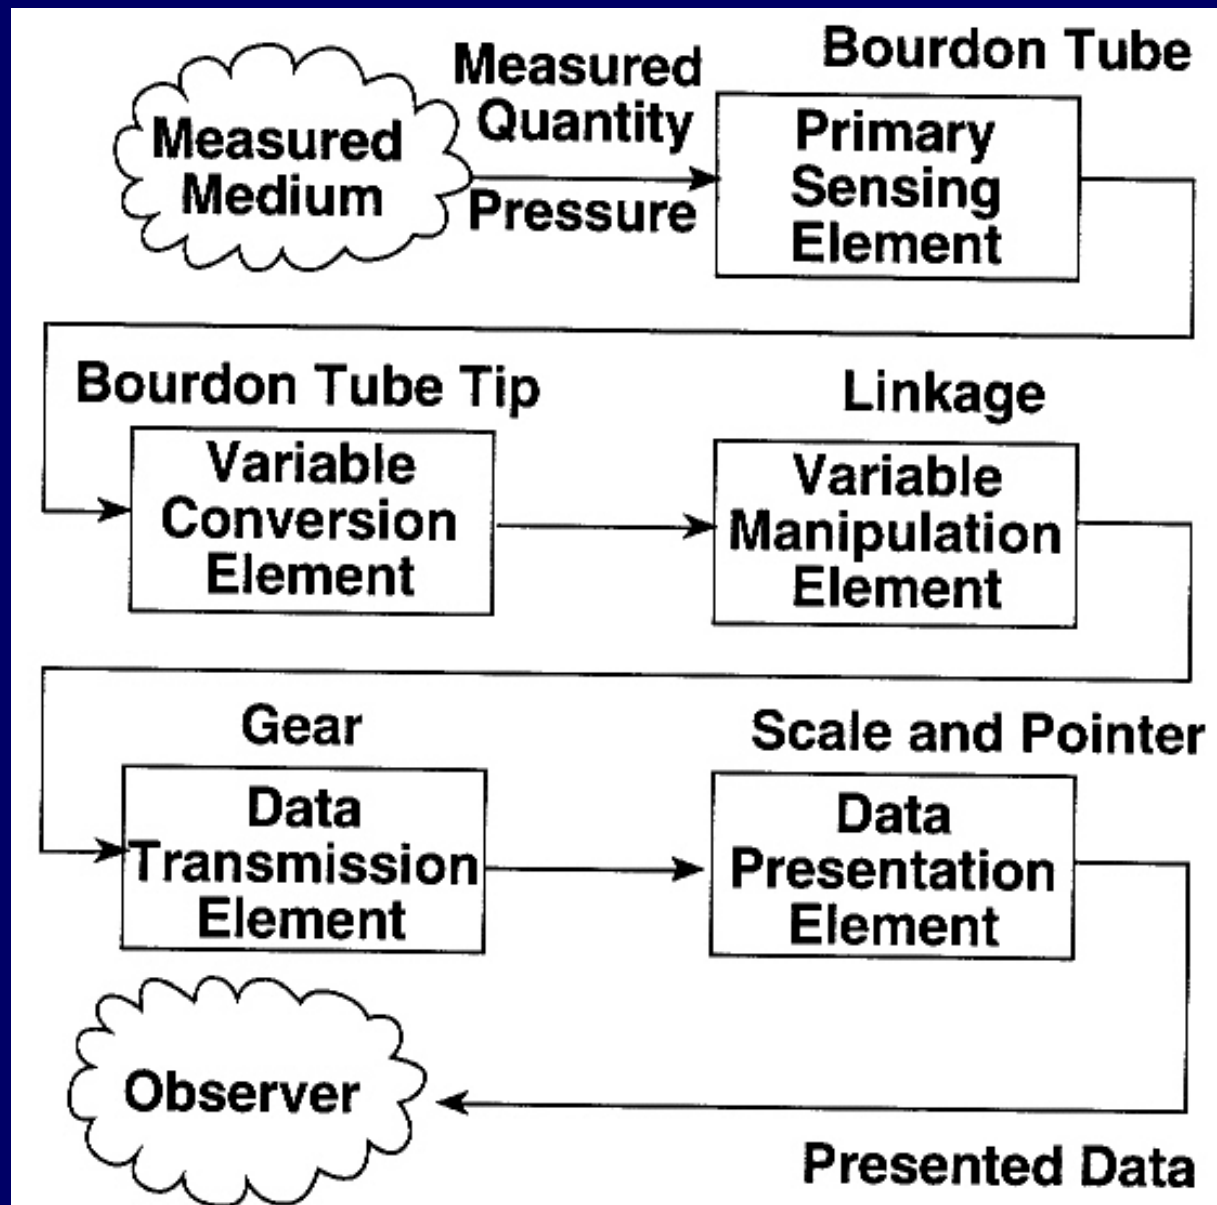 Measured
Medium
Measured
Quantity
Pressure
Bourdon Tube
Primary
Sensing
Element
Bourdon Tube Tip
Variable
Conversion
Element
Linkage
Variable
Manipulation
Element
Gear
Data
Transmission
Element
Scale and Pointer
Data
Presentation
Element
Presented Data
Observer